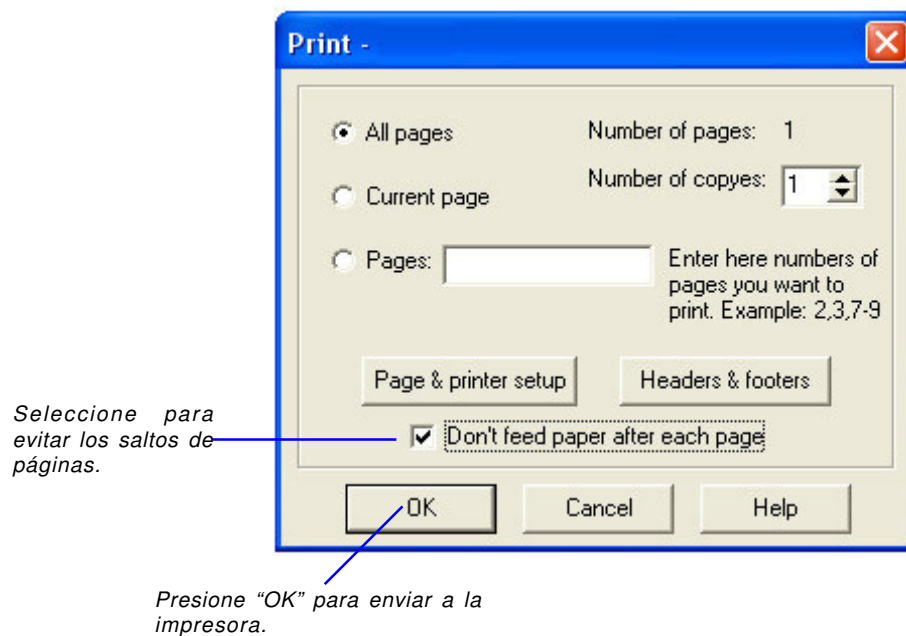 Print -
All pages
Number of pages: 1
Number of copyes: 1
Current page
Pages:
Enter here numbers of
pages you want to
print. Example: 2,3,7-9
Page & printer setup
Headers & footers
Seleccione para
evitar los saltos de
páginas.
Don't feed paper after each page
OK
Cancel
Help
Presione “OK” para enviar a la
impresora.